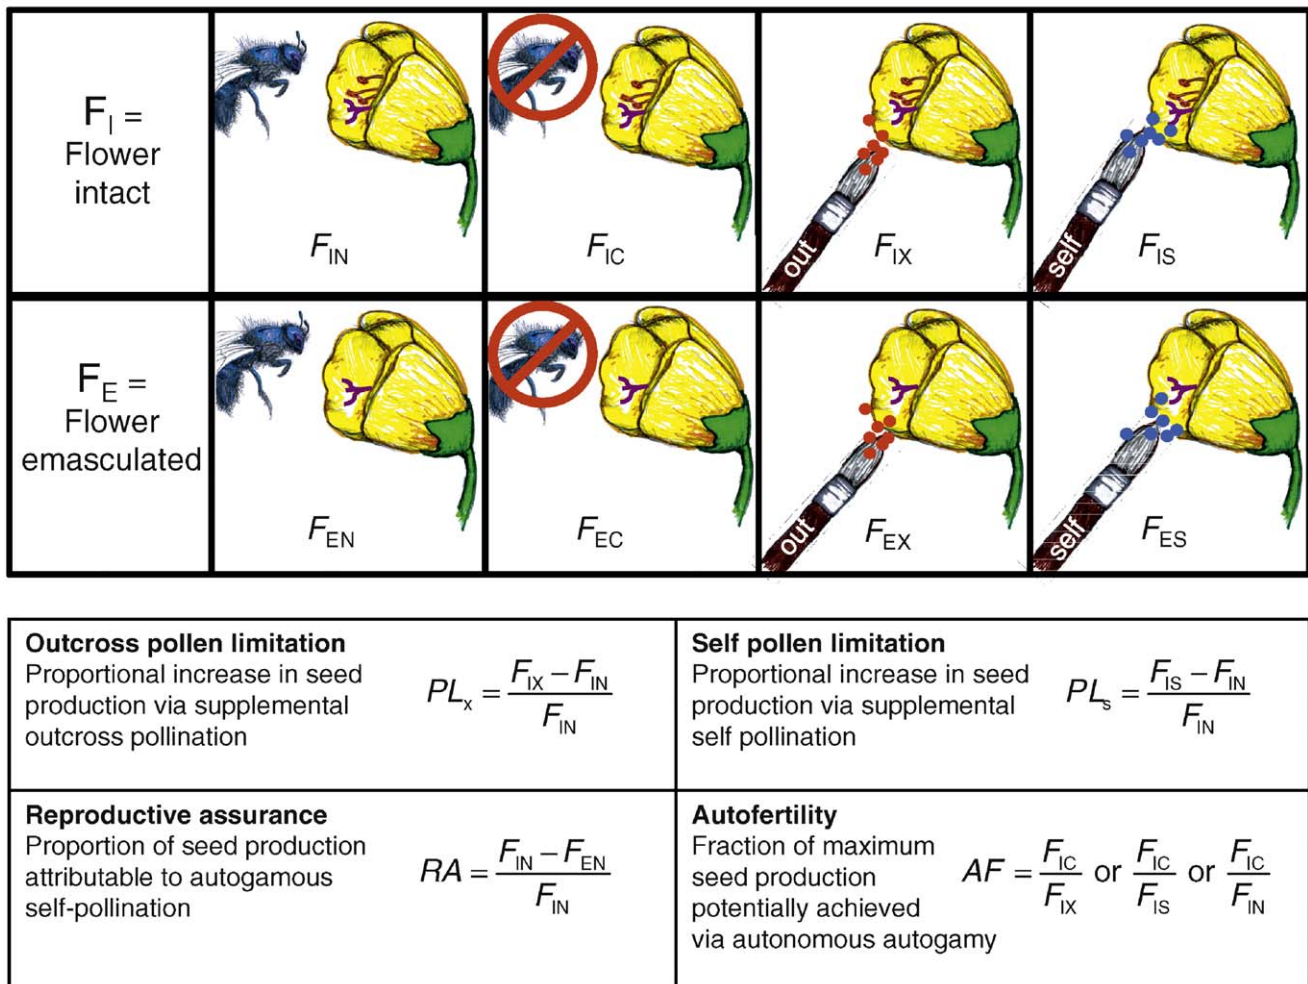 F_I =
Flower
intact
F_IN
F_IC
out
F_IX
self
F_IS
F_E =
Flower
emasculated
F_EN
F_EC
out
F_EX
self
F_ES
Outcross pollen limitation
Proportional increase in seed
production via supplemental
outcross pollination
PL_x = (F_IX − F_IN) / F_IN
Self pollen limitation
Proportional increase in seed
production via supplemental
self pollination
PL_s = (F_IS − F_IN) / F_IN
Reproductive assurance
Proportion of seed production
attributable to autogamous
self-pollination
RA = (F_IN − F_EN) / F_IN
Autofertility
Fraction of maximum
seed production
potentially achieved
via autonomous autogamy
AF = F_IC / F_IX or F_IC / F_IS or F_IC / F_IN